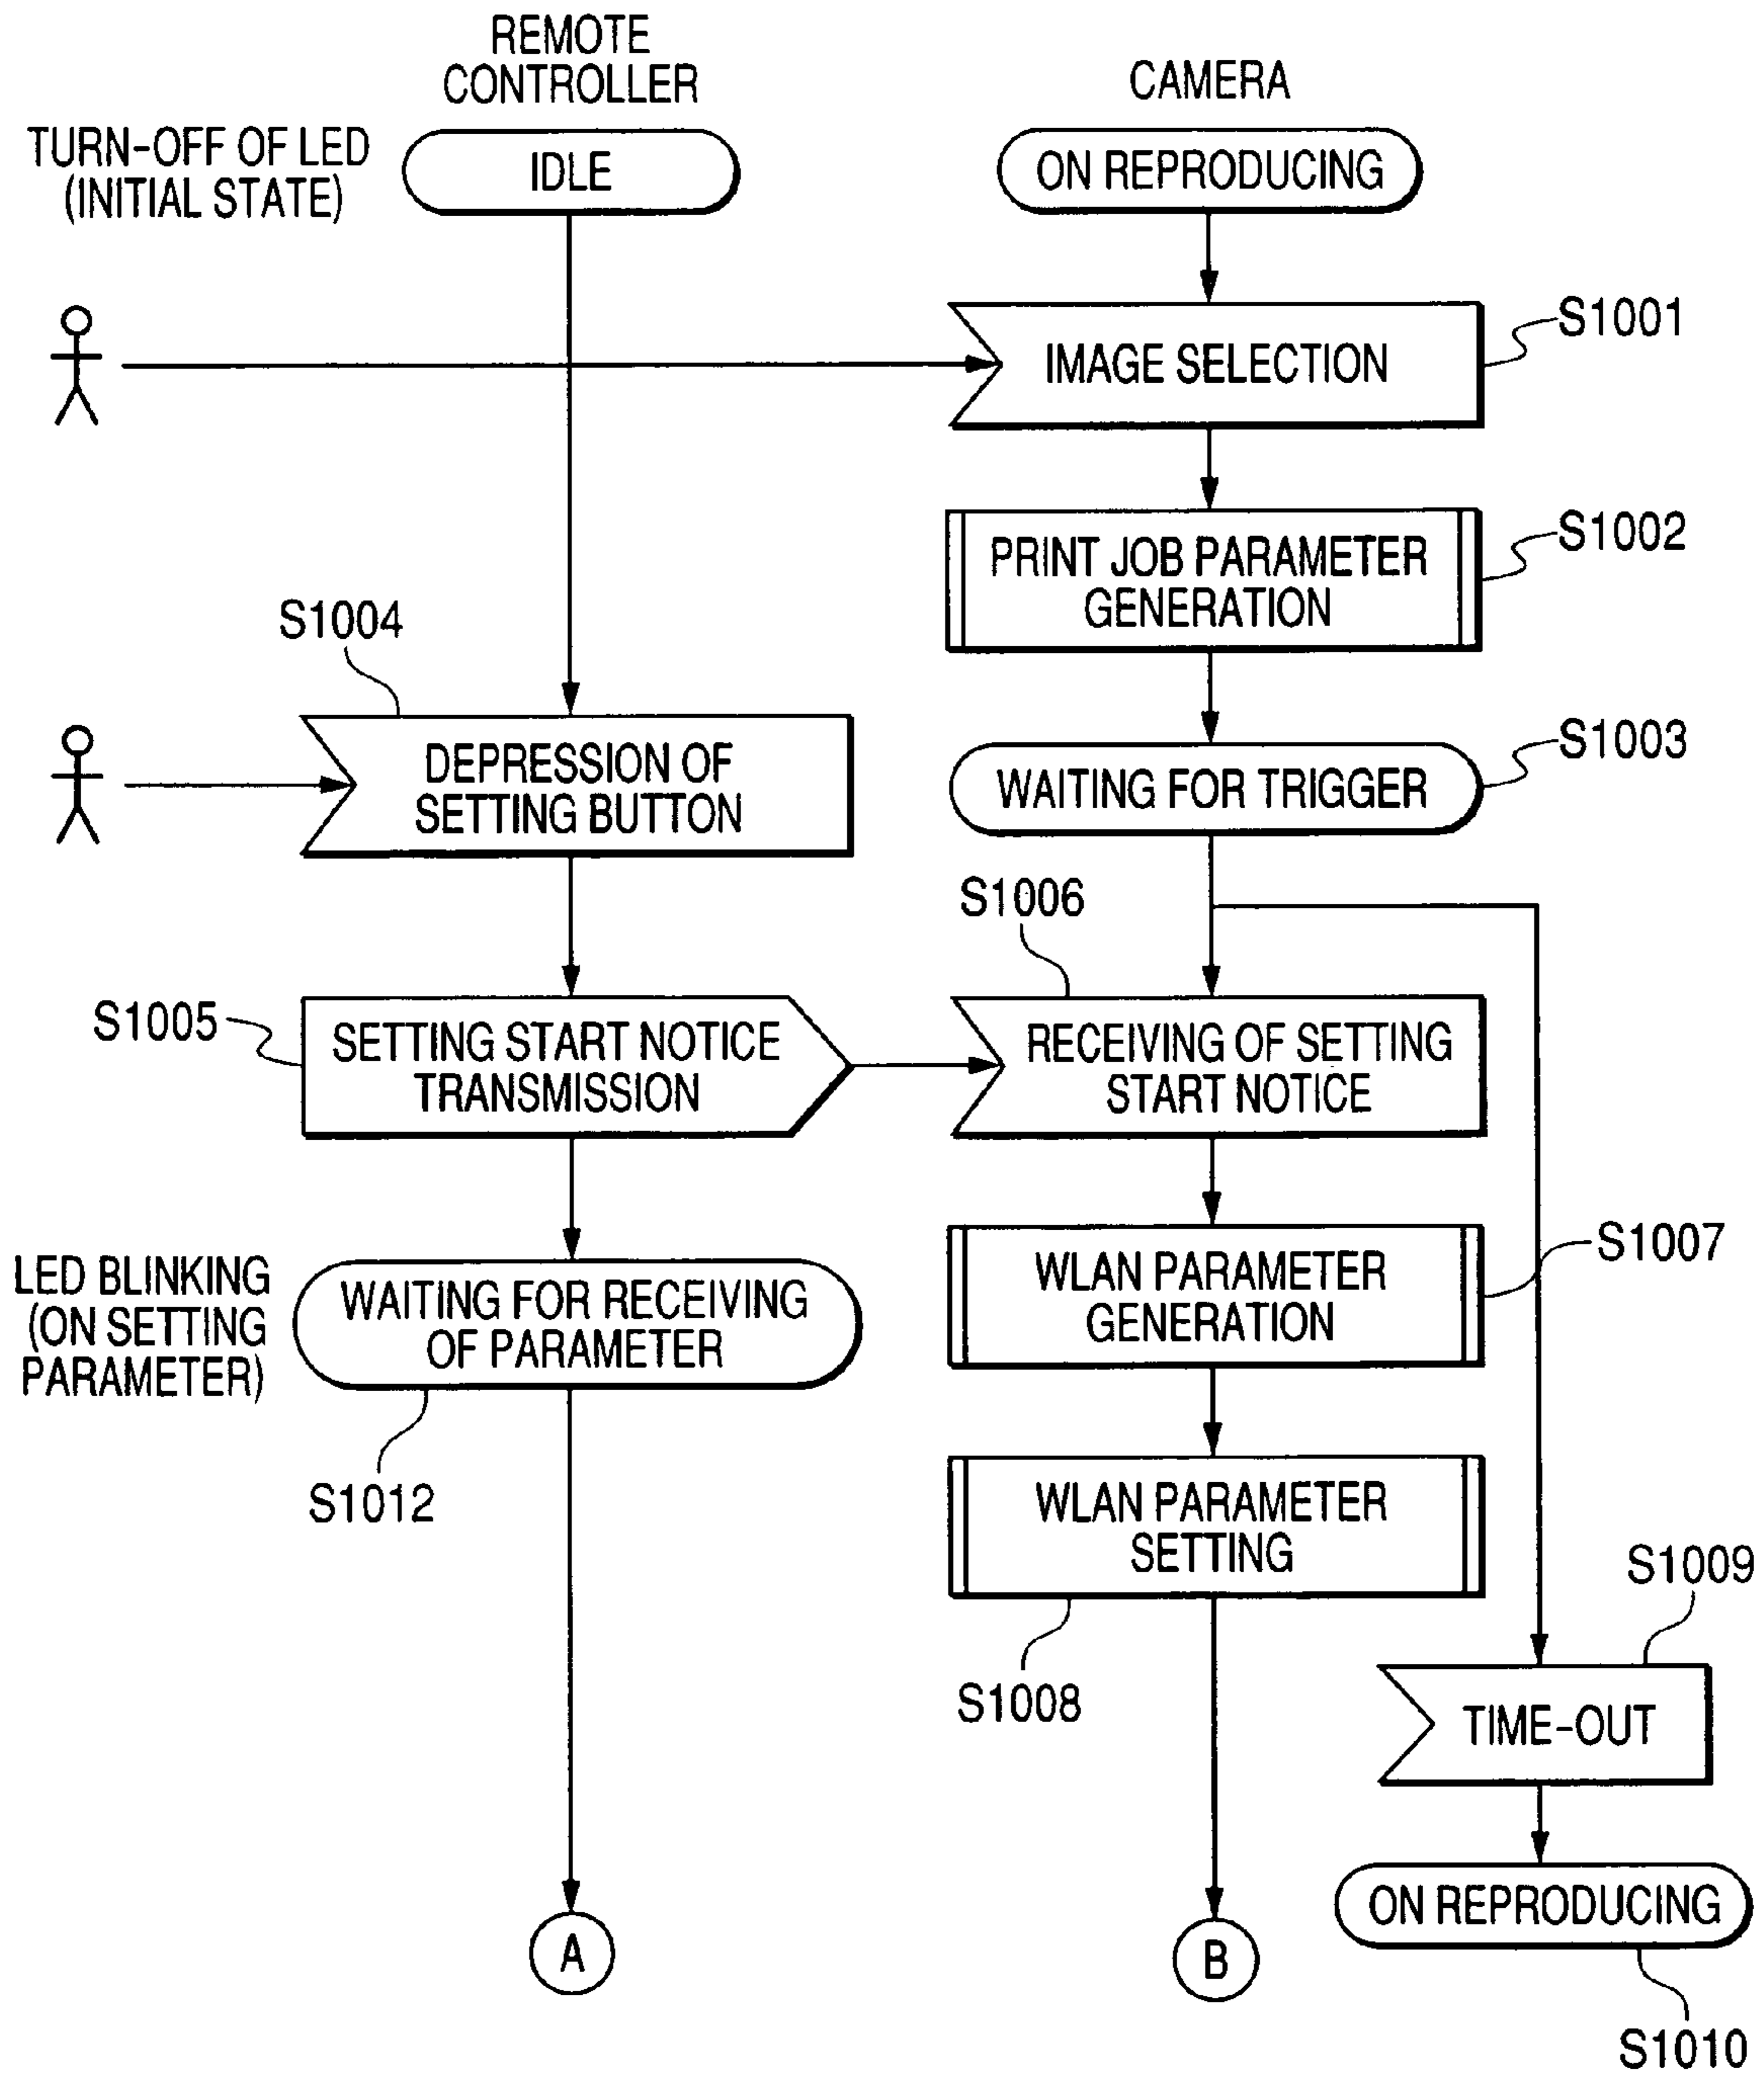 REMOTE
CONTROLLER
CAMERA
TURN-OFF OF LED
(INITIAL STATE)
IDLE
ON REPRODUCING
IMAGE SELECTION
S1001
PRINT JOB PARAMETER
GENERATION
S1002
S1004
DEPRESSION OF
SETTING BUTTON
WAITING FOR TRIGGER
S1003
S1006
S1005
SETTING START NOTICE
TRANSMISSION
RECEIVING OF SETTING
START NOTICE
LED BLINKING
(ON SETTING
PARAMETER)
WAITING FOR RECEIVING
OF PARAMETER
S1012
WLAN PARAMETER
GENERATION
S1007
WLAN PARAMETER
SETTING
S1008
S1009
TIME-OUT
ON REPRODUCING
S1010
A
B